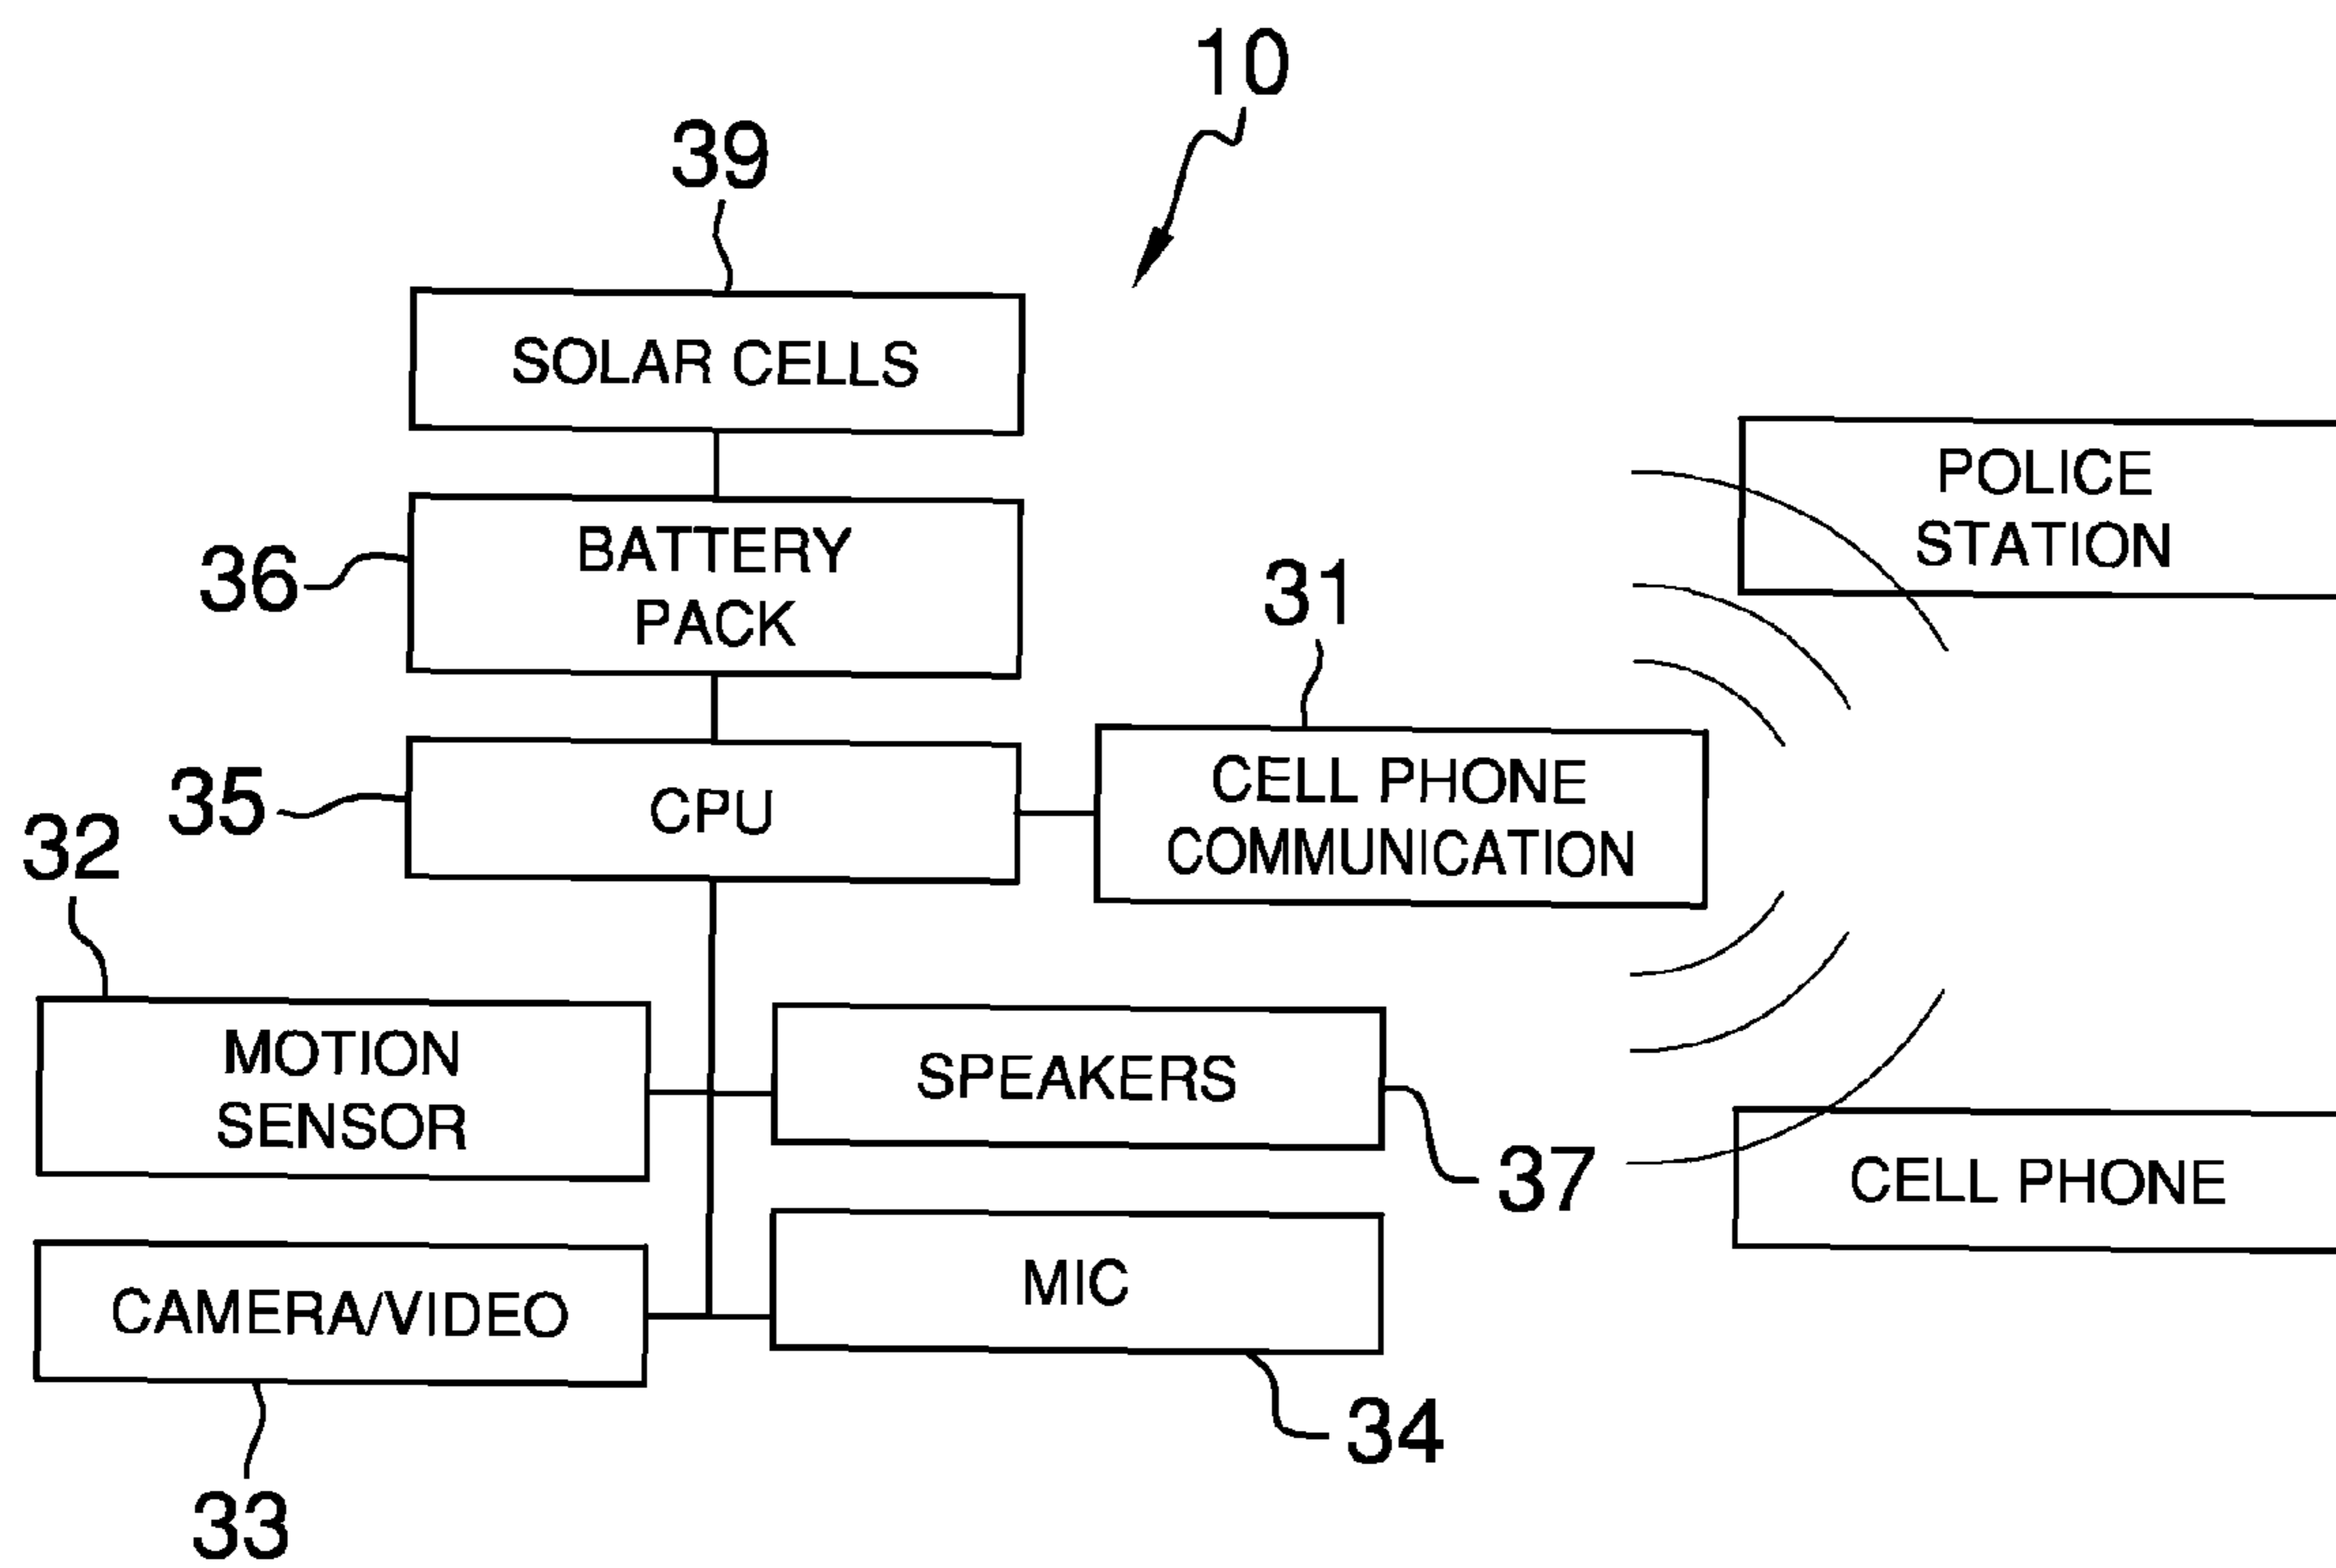 10
39
SOLAR CELLS
POLICE
STATION
36
BATTERY
PACK
31
35
CPU
CELL PHONE
COMMUNICATION
32
MOTION
SENSOR
SPEAKERS
37
CELL PHONE
CAMERA/VIDEO
MIC
34
33